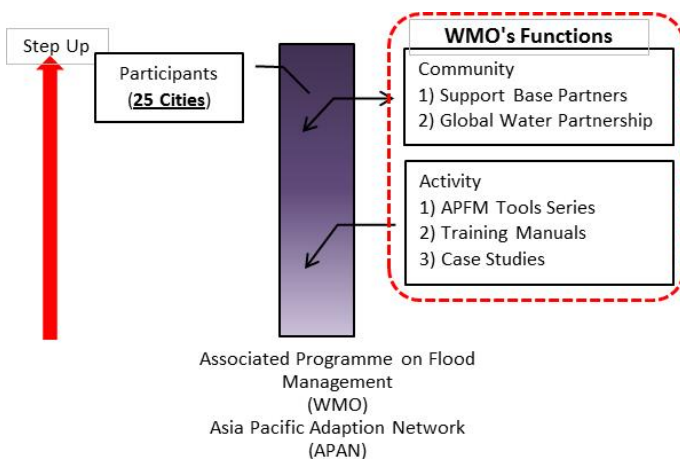 Step Up
Participants
(25 Cities)
WMO's Functions
Community
1) Support Base Partners
2) Global Water Partnership
Activity
1) APFM Tools Series
2) Training Manuals
3) Case Studies
Associated Programme on Flood
Management
(WMO)
Asia Pacific Adaption Network
(APAN)